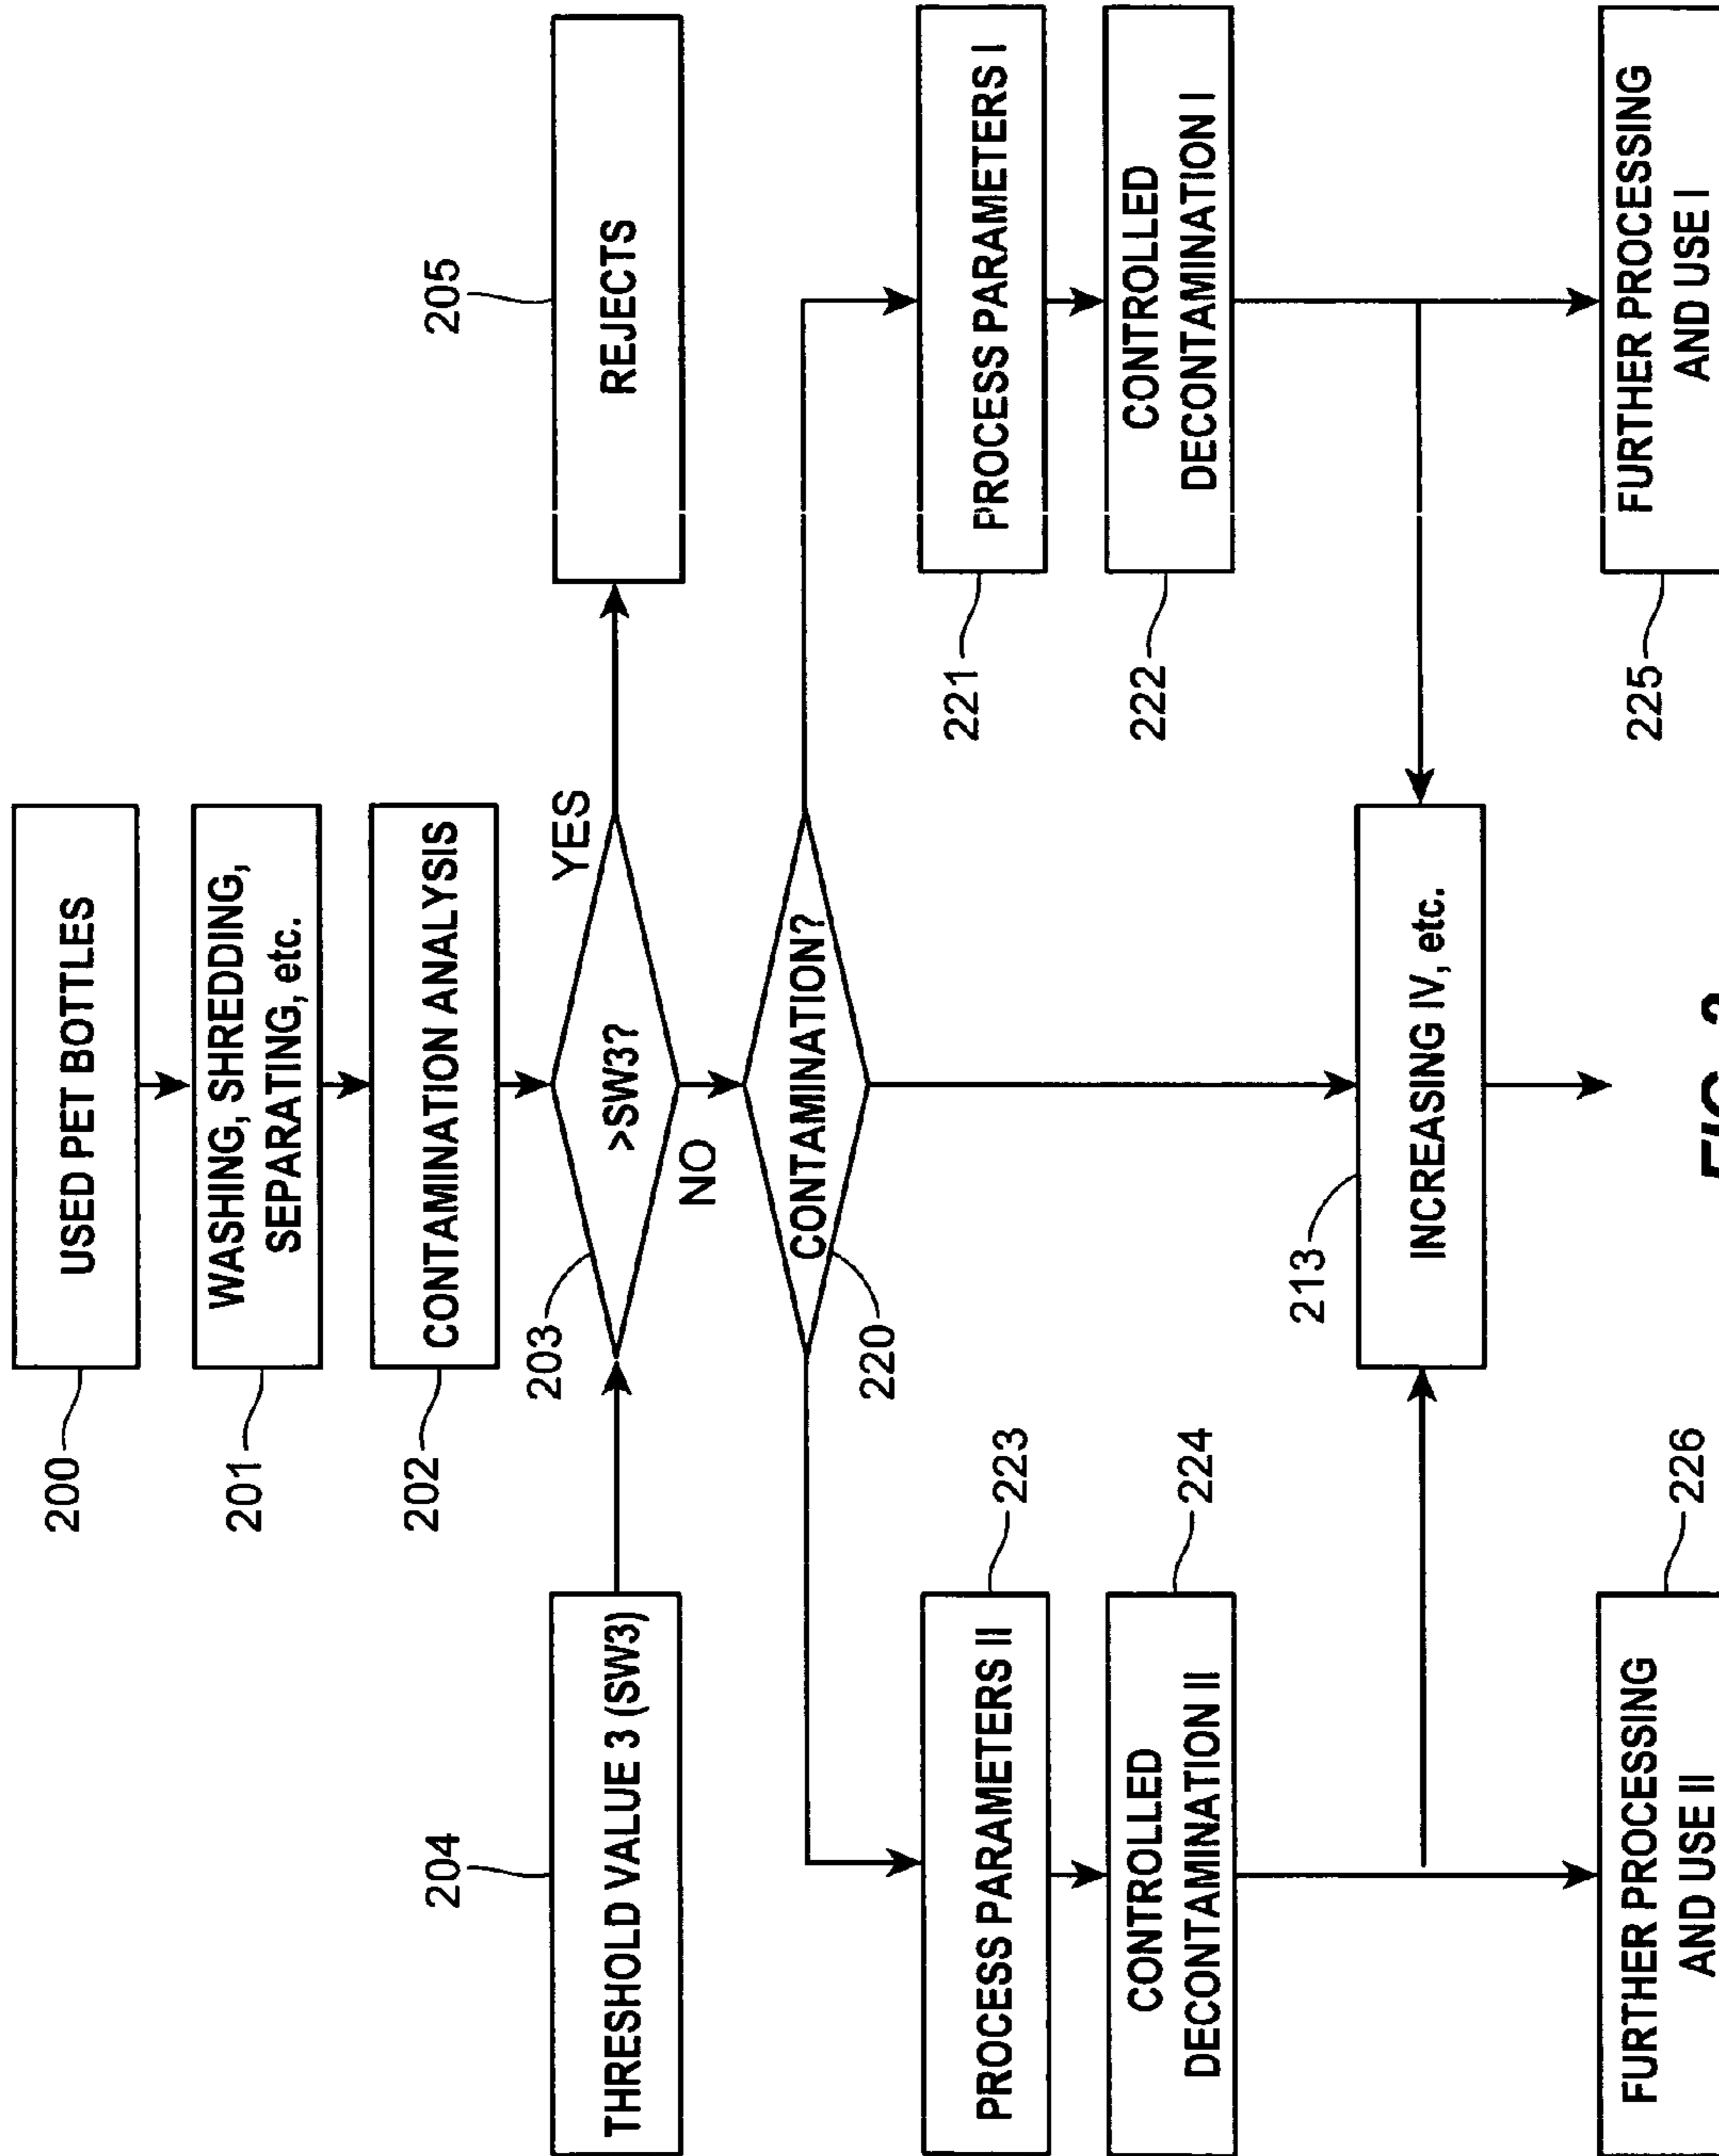 200
USED PET BOTTLES
201
WASHING, SHREDDING,
SEPARATING, etc.
202
CONTAMINATION ANALYSIS
204
THRESHOLD VALUE 3 (SW3)
203
>SW3?
YES
NO
205
REJECTS
220
CONTAMINATION?
PROCESS PARAMETERS II
223
221
PROCESS PARAMETERS I
CONTROLLED
DECONTAMINATION II
224
222
CONTROLLED
DECONTAMINATION I
213
INCREASING IV, etc.
FURTHER PROCESSING
AND USE II
226
225
FURTHER PROCESSING
AND USE I
FIG.